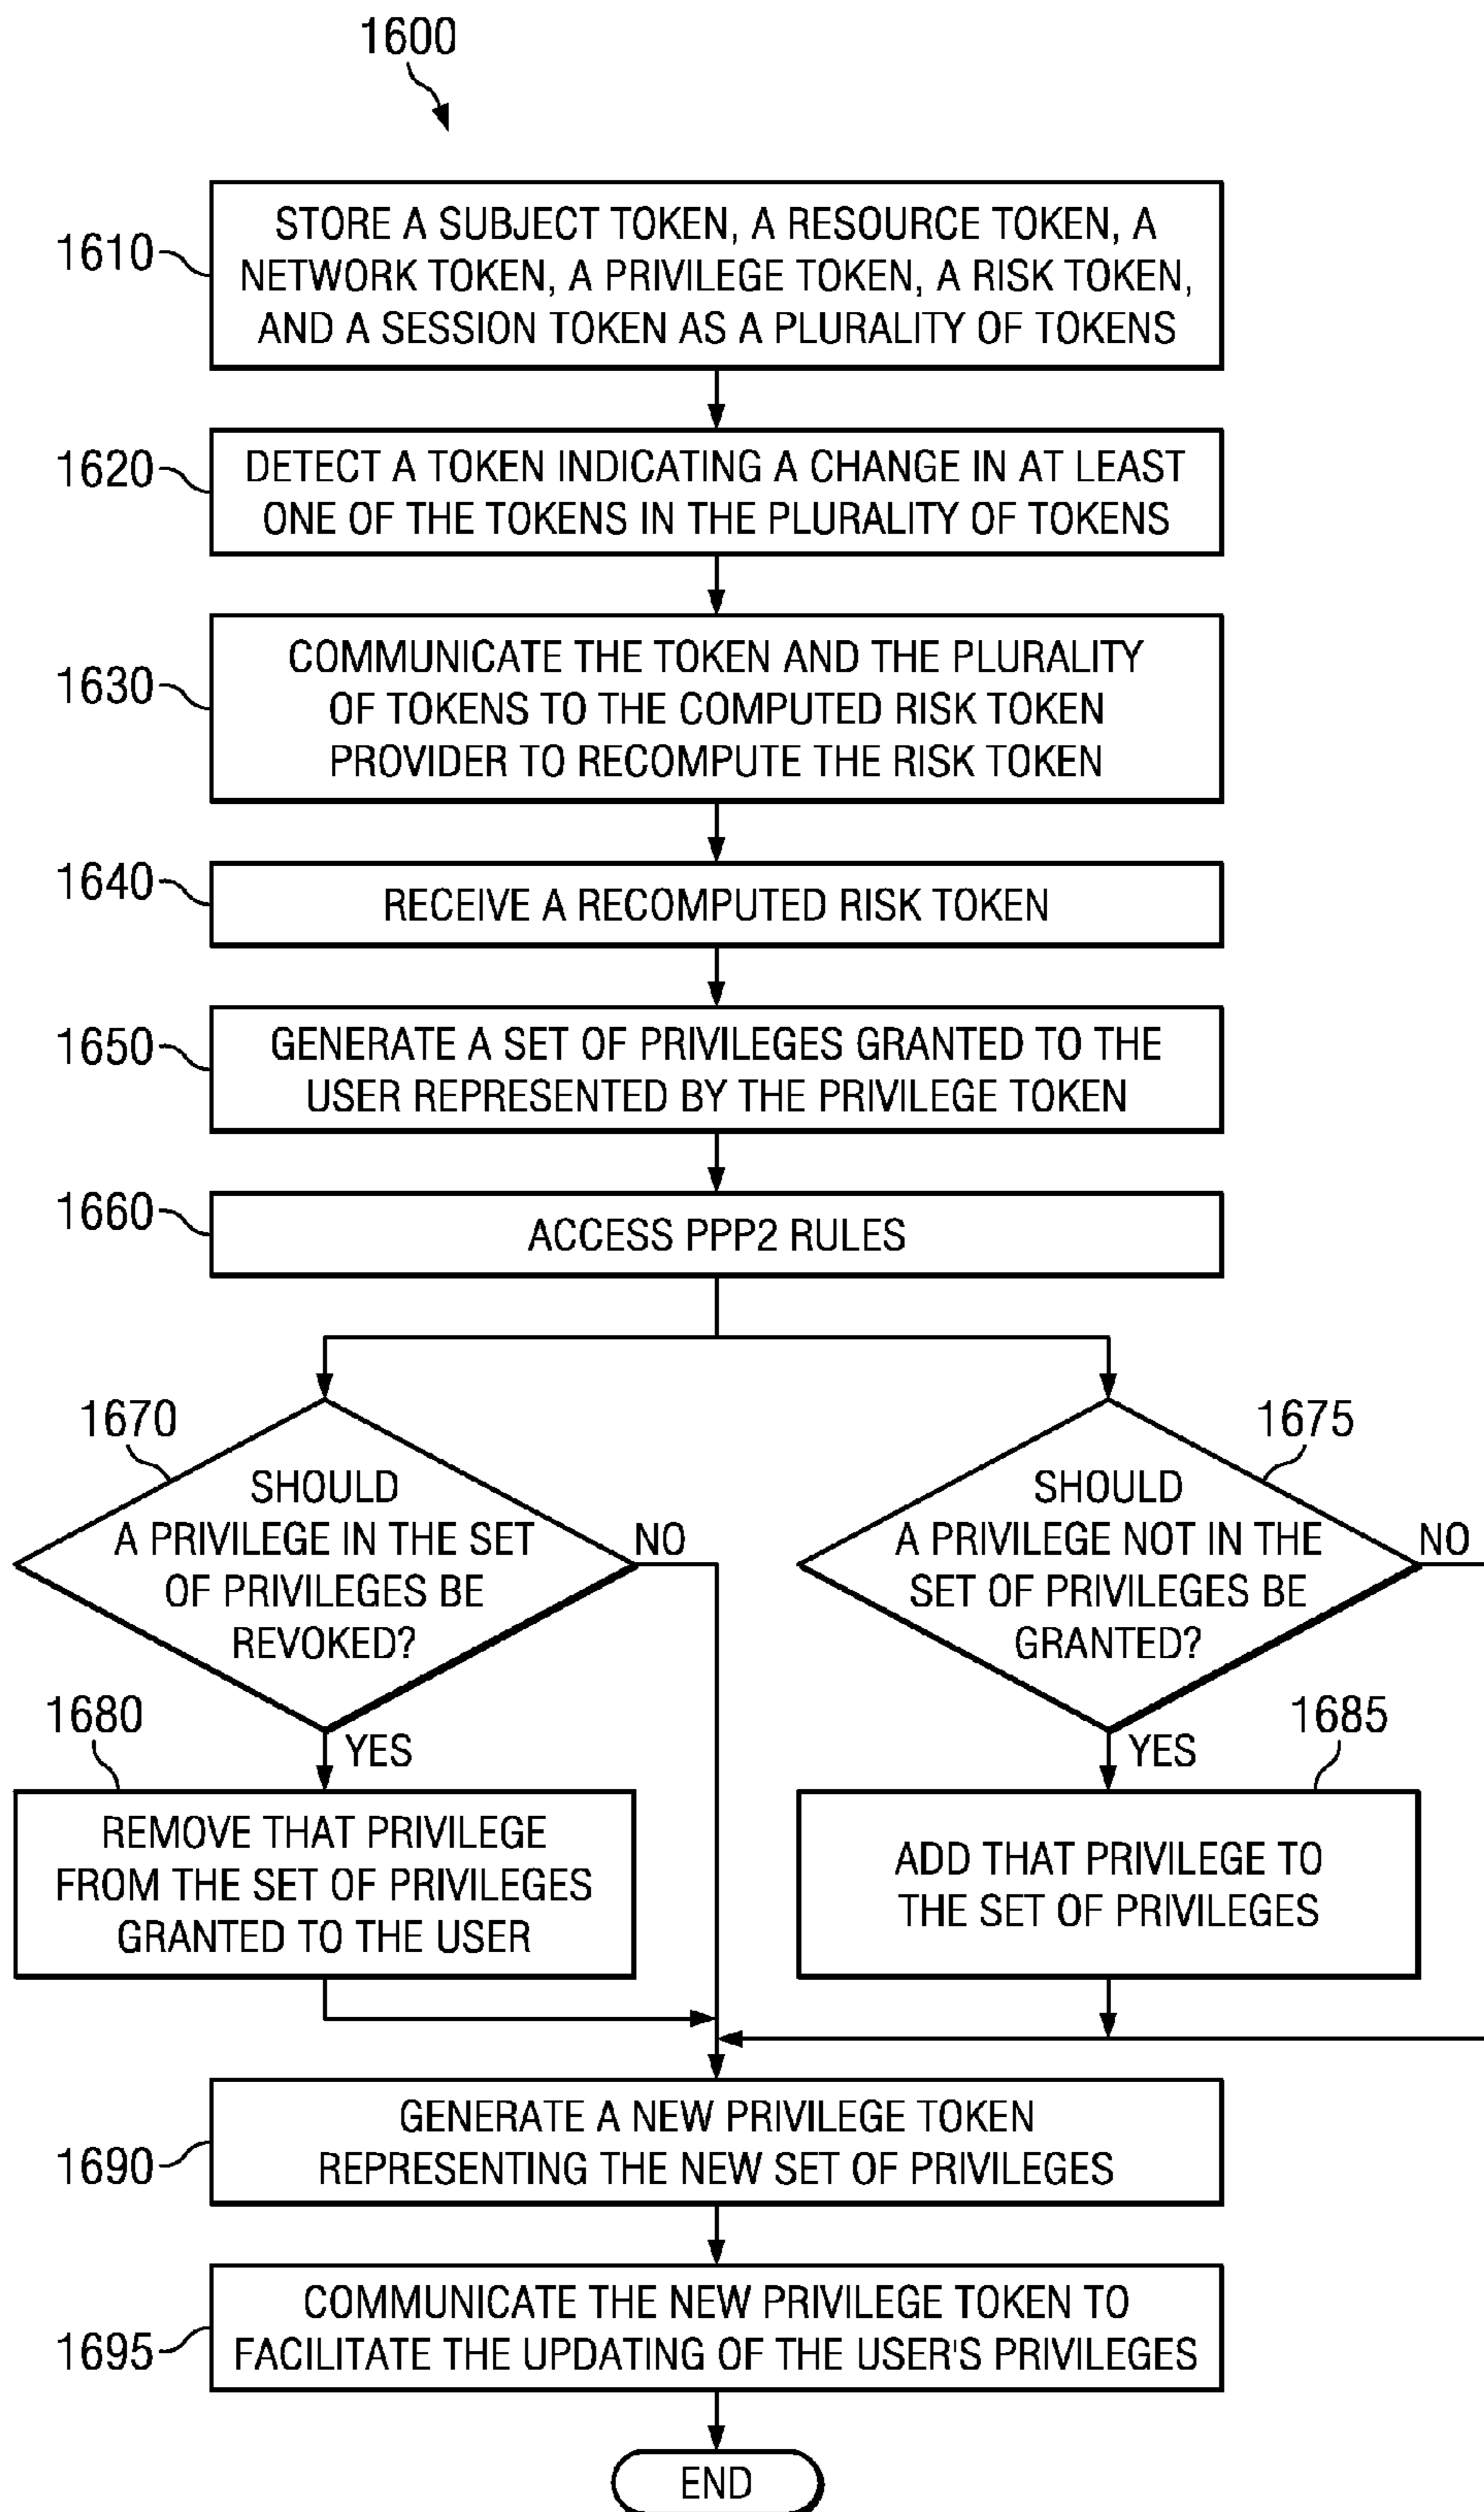 1600
1610
STORE A SUBJECT TOKEN, A RESOURCE TOKEN, A
NETWORK TOKEN, A PRIVILEGE TOKEN, A RISK TOKEN,
AND A SESSION TOKEN AS A PLURALITY OF TOKENS
1620
DETECT A TOKEN INDICATING A CHANGE IN AT LEAST
ONE OF THE TOKENS IN THE PLURALITY OF TOKENS
1630
COMMUNICATE THE TOKEN AND THE PLURALITY
OF TOKENS TO THE COMPUTED RISK TOKEN
PROVIDER TO RECOMPUTE THE RISK TOKEN
1640
RECEIVE A RECOMPUTED RISK TOKEN
1650
GENERATE A SET OF PRIVILEGES GRANTED TO THE
USER REPRESENTED BY THE PRIVILEGE TOKEN
1660
ACCESS PPP2 RULES
1670
SHOULD
A PRIVILEGE IN THE SET
OF PRIVILEGES BE
REVOKED?
NO
YES
1675
SHOULD
A PRIVILEGE NOT IN THE
SET OF PRIVILEGES BE
GRANTED?
NO
YES
1680
REMOVE THAT PRIVILEGE
FROM THE SET OF PRIVILEGES
GRANTED TO THE USER
1685
ADD THAT PRIVILEGE TO
THE SET OF PRIVILEGES
1690
GENERATE A NEW PRIVILEGE TOKEN
REPRESENTING THE NEW SET OF PRIVILEGES
1695
COMMUNICATE THE NEW PRIVILEGE TOKEN TO
FACILITATE THE UPDATING OF THE USER'S PRIVILEGES
END